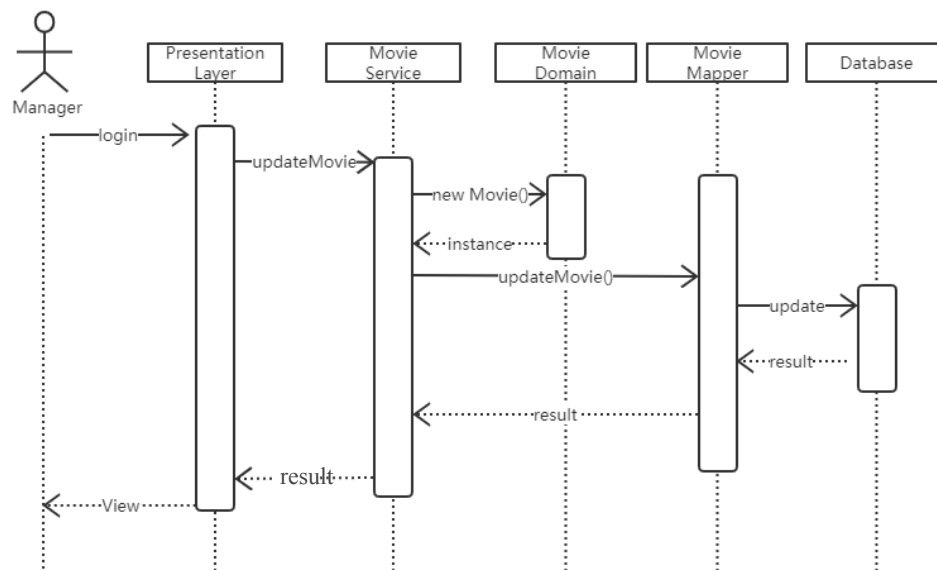 Manager
Presentation
Layer
Movie
Service
Movie
Domain
Movie
Mapper
Database
login
updateMovie
new Movie()
instance
updateMovie()
update
result
result
result
View